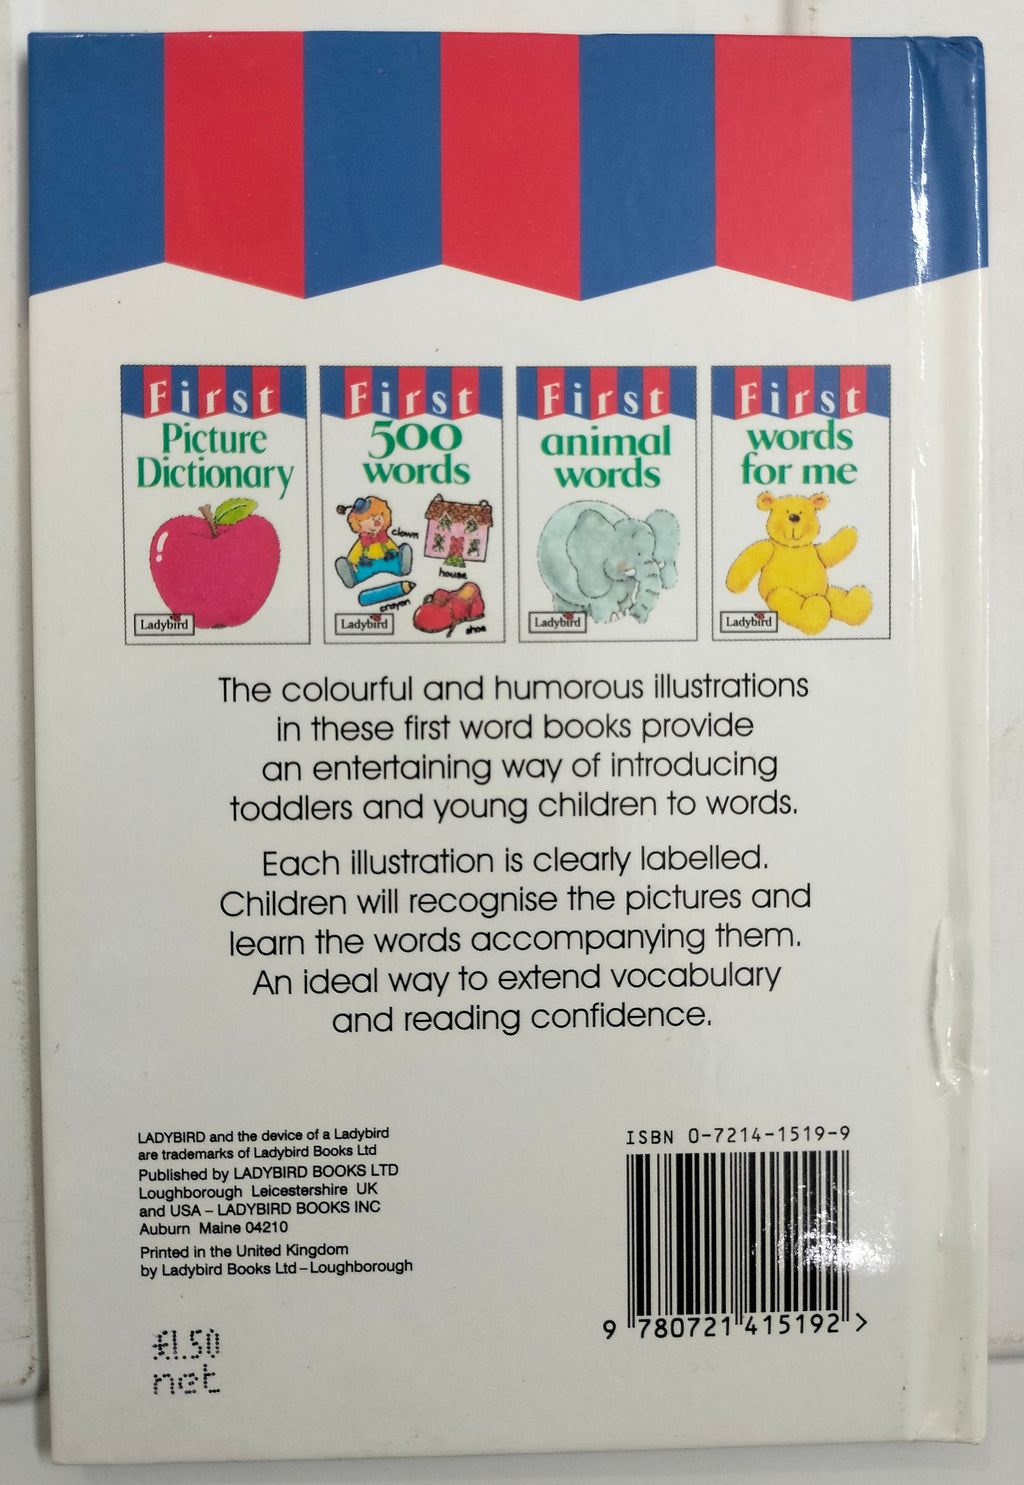 First
Picture
Dictionary
Ladybird
First
500
words
clown
house
crayon
shoe
Ladybird
First
animal
words
Ladybird
First
words
for me
Ladybird
The colourful and humorous illustrations
in these first word books provide
an entertaining way of introducing
toddlers and young children to words.
Each illustration is clearly labelled.
Children will recognise the pictures and
learn the words accompanying them.
An ideal way to extend vocabulary
and reading confidence.
LADYBIRD and the device of a Ladybird
are trademarks of Ladybird Books Ltd
Published by LADYBIRD BOOKS LTD
Loughborough Leicestershire UK
and USA – LADYBIRD BOOKS INC
Auburn Maine 04210
Printed in the United Kingdom
by Ladybird Books Ltd – Loughborough
£1.50
net
ISBN 0-7214-1519-9
9 780721 415192 >